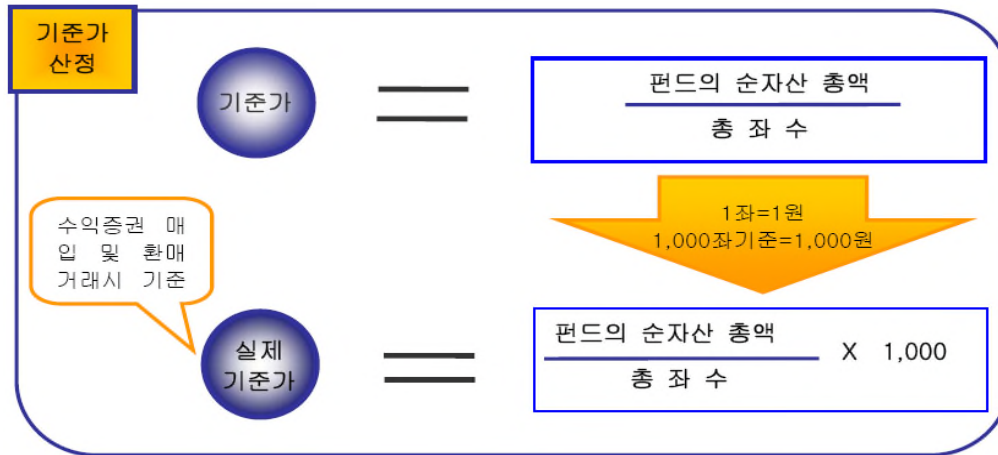 기준가
산정
기준가
펀드의 순자산 총액
총 좌 수
1좌=1원
1,000좌기준=1,000원
수익증권 매
입 및 환매
거래시 기준
실제
기준가
펀드의 순자산 총액
총 좌 수
X 1,000